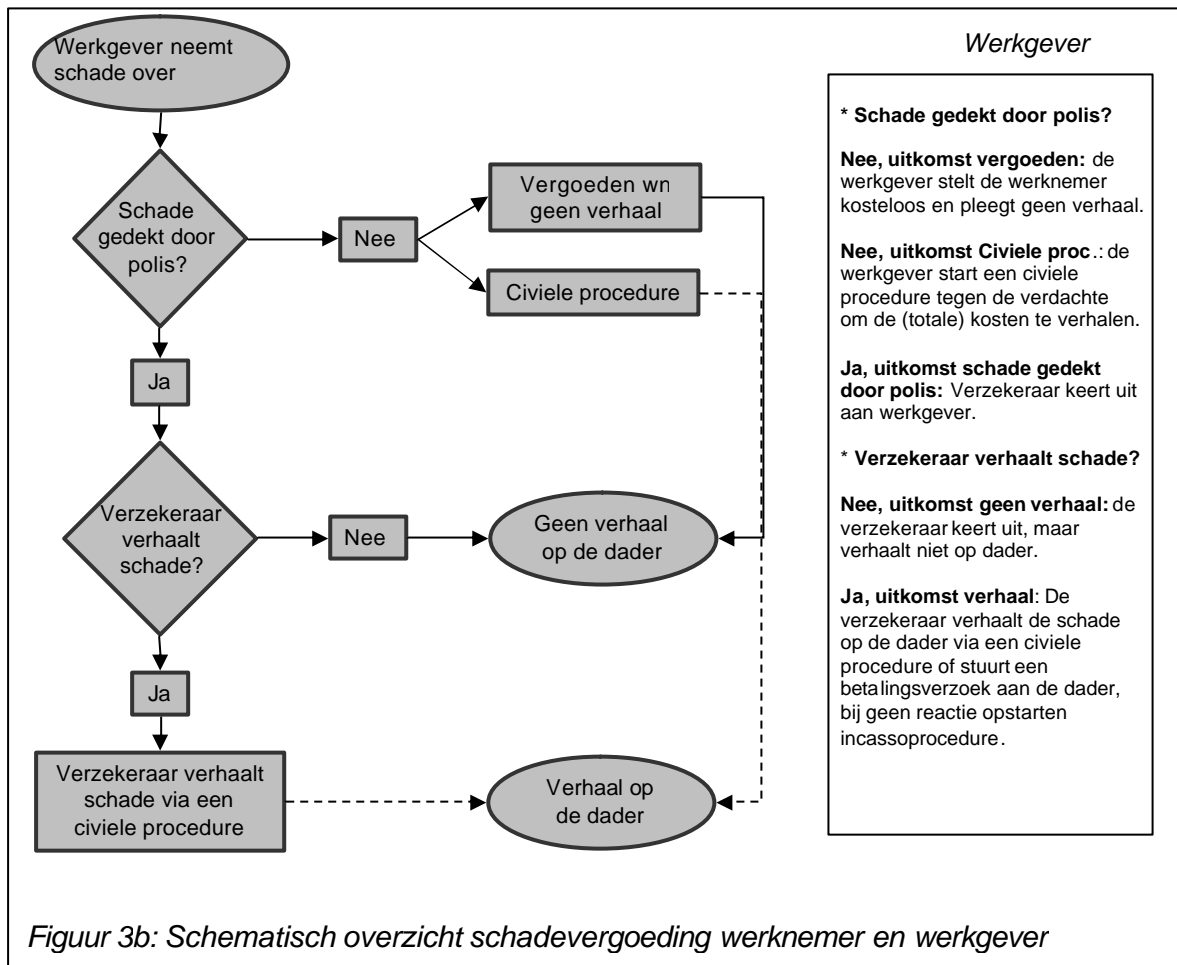 Werkgever neemt
schade over
Schade
gedekt door
polis?
Nee
Vergoeden wn
geen verhaal
Civiele procedure
Ja
Verzekeraar
verhaalt
schade?
Nee
Geen verhaal
op de dader
Ja
Verzekeraar verhaalt
schade via een
civiele procedure
Verhaal op
de dader
Werkgever
* Schade gedekt door polis?
Nee, uitkomst vergoeden: de
werkgever stelt de werknemer
kosteloos en pleegt geen verhaal.
Nee, uitkomst Civiele proc.: de
werkgever start een civiele
procedure tegen de verdachte
om de (totale) kosten te verhalen.
Ja, uitkomst schade gedekt
door polis: Verzekeraar keert uit
aan werkgever.
* Verzekeraar verhaalt schade?
Nee, uitkomst geen verhaal: de
verzekeraar keert uit, maar
verhaalt niet op dader.
Ja, uitkomst verhaal: De
verzekeraar verhaalt de schade
op de dader via een civiele
procedure of stuurt een
betalingsverzoek aan de dader,
bij geen reactie opstarten
incassoprocedure.
Figuur 3b: Schematisch overzicht schadevergoeding werknemer en werkgever